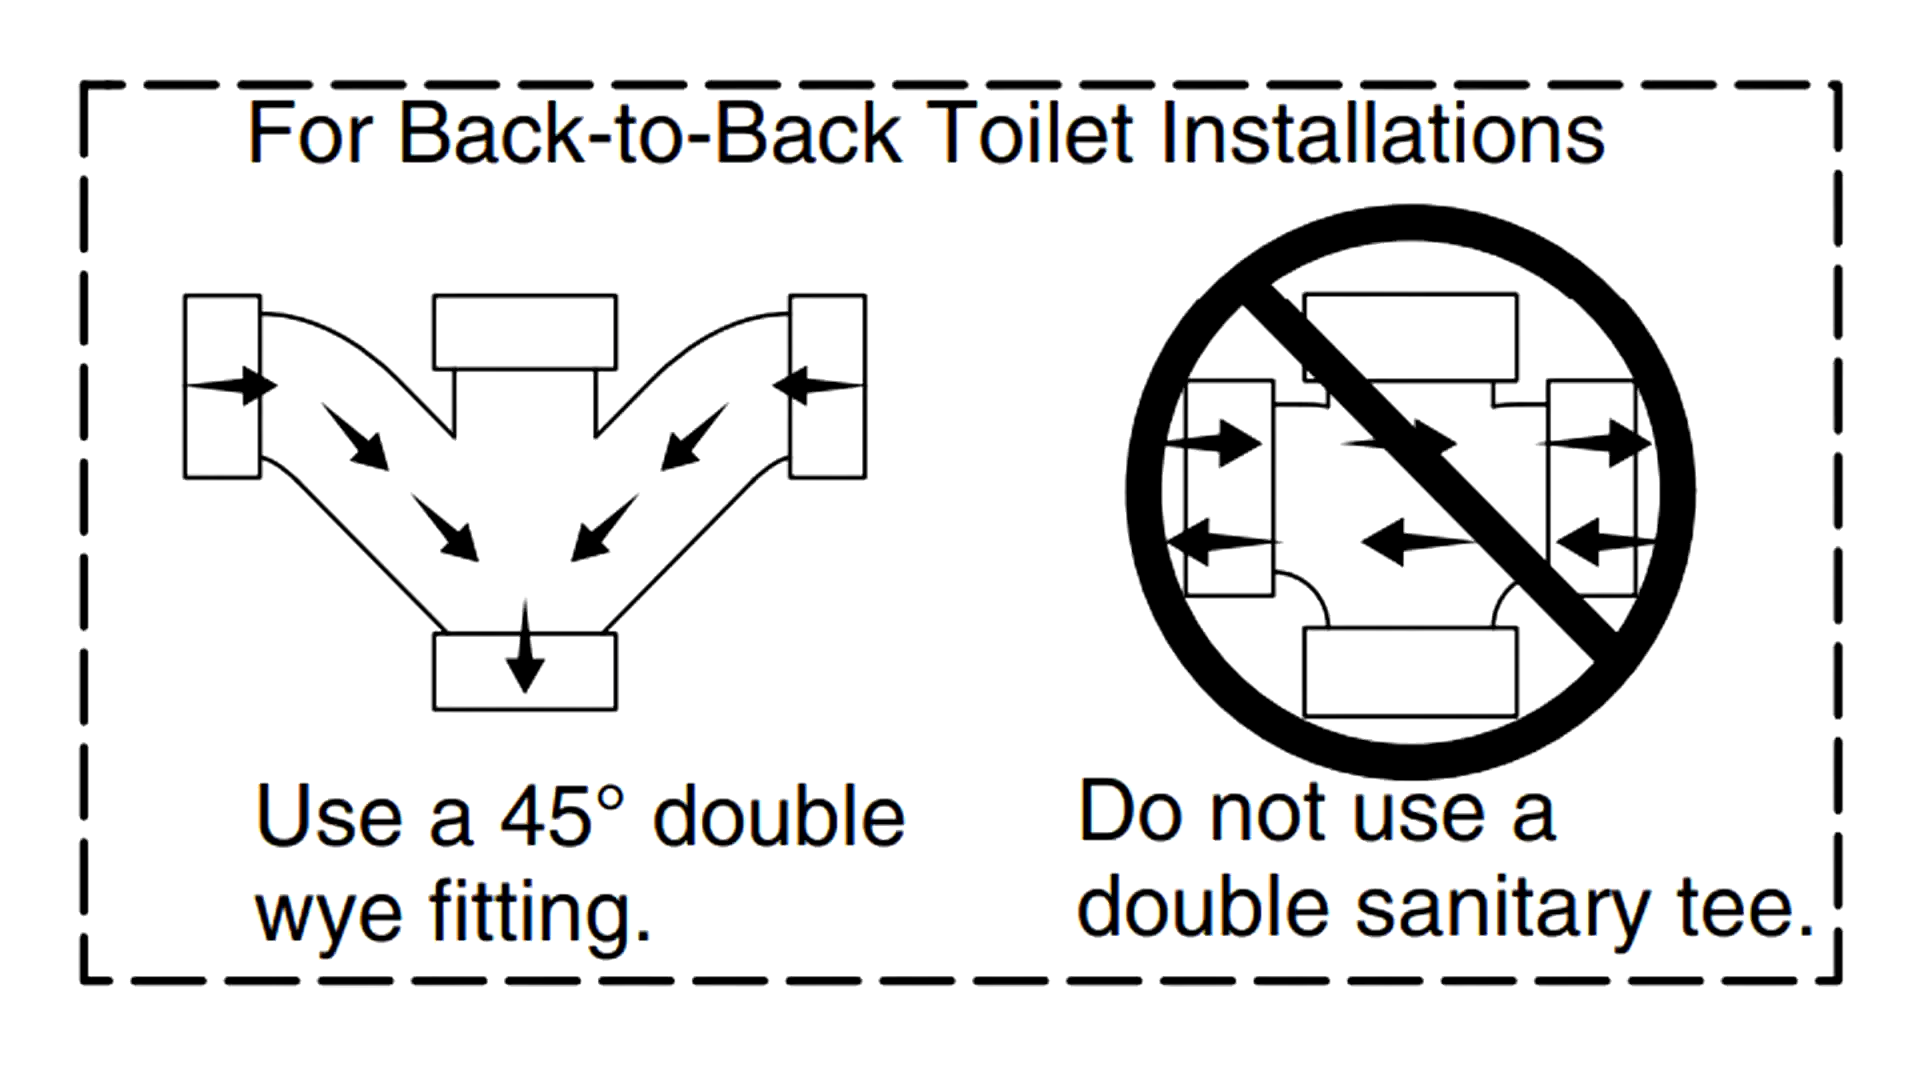 For Back-to-Back Toilet Installations
Use a 45° double
wye fitting.
Do not use a
double sanitary tee.